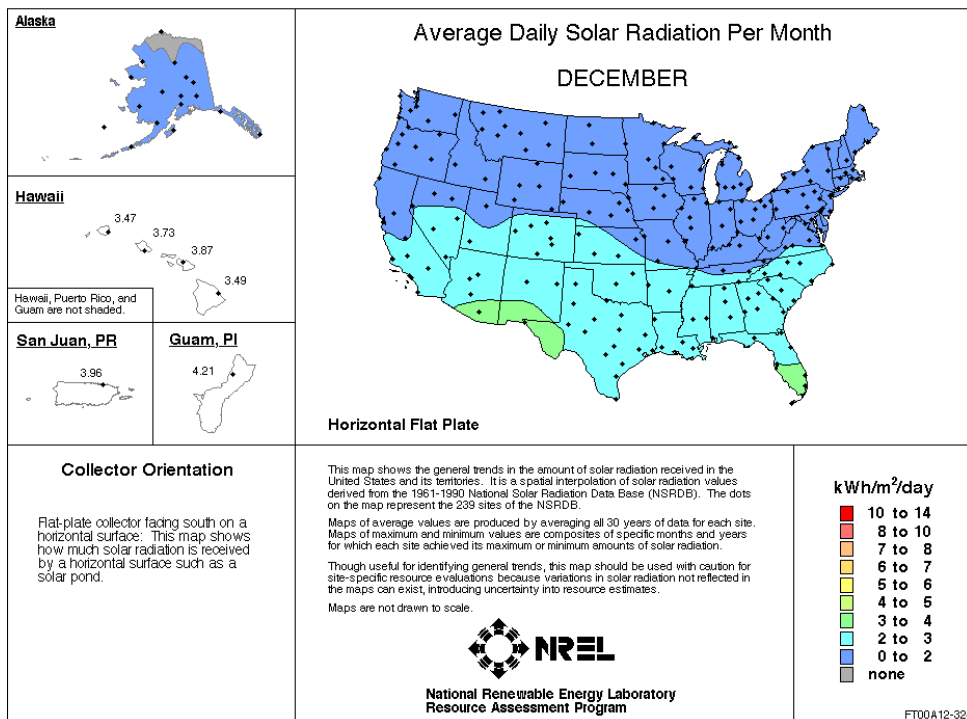 Alaska
Average Daily Solar Radiation Per Month
DECEMBER
Hawaii
3.47
3.73
3.87
3.49
Hawaii, Puerto Rico, and
Guam are not shaded.
San Juan, PR
3.96
Guam, PI
4.21
Horizontal Flat Plate
Collector Orientation
Flat-plate collector facing south on a
horizontal surface: This map shows
how much solar radiation is received
by a horizontal surface such as a
solar pond.
This map shows the general trends in the amount of solar radiation received in the
United States and its territories. It is a spatial interpolation of solar radiation values
derived from the 1961-1990 National Solar Radiation Data Base (NSRDB). The dots
on the map represent the 239 sites of the NSRDB.
Maps of average values are produced by averaging all 30 years of data for each site.
Maps of maximum and minimum values are composites of specific months and years
for which each site achieved its maximum or minimum amounts of solar radiation.
Though useful for identifying general trends, this map should be used with caution for
site-specific resource evaluations because variations in solar radiation not reflected in
the maps can exist, introducing uncertainty into resource estimates.
Maps are not drawn to scale.
NREL
National Renewable Energy Laboratory
Resource Assessment Program
kWh/m²/day
10 to 14
8 to 10
7 to 8
6 to 7
5 to 6
4 to 5
3 to 4
2 to 3
0 to 2
none
FT00A12-324